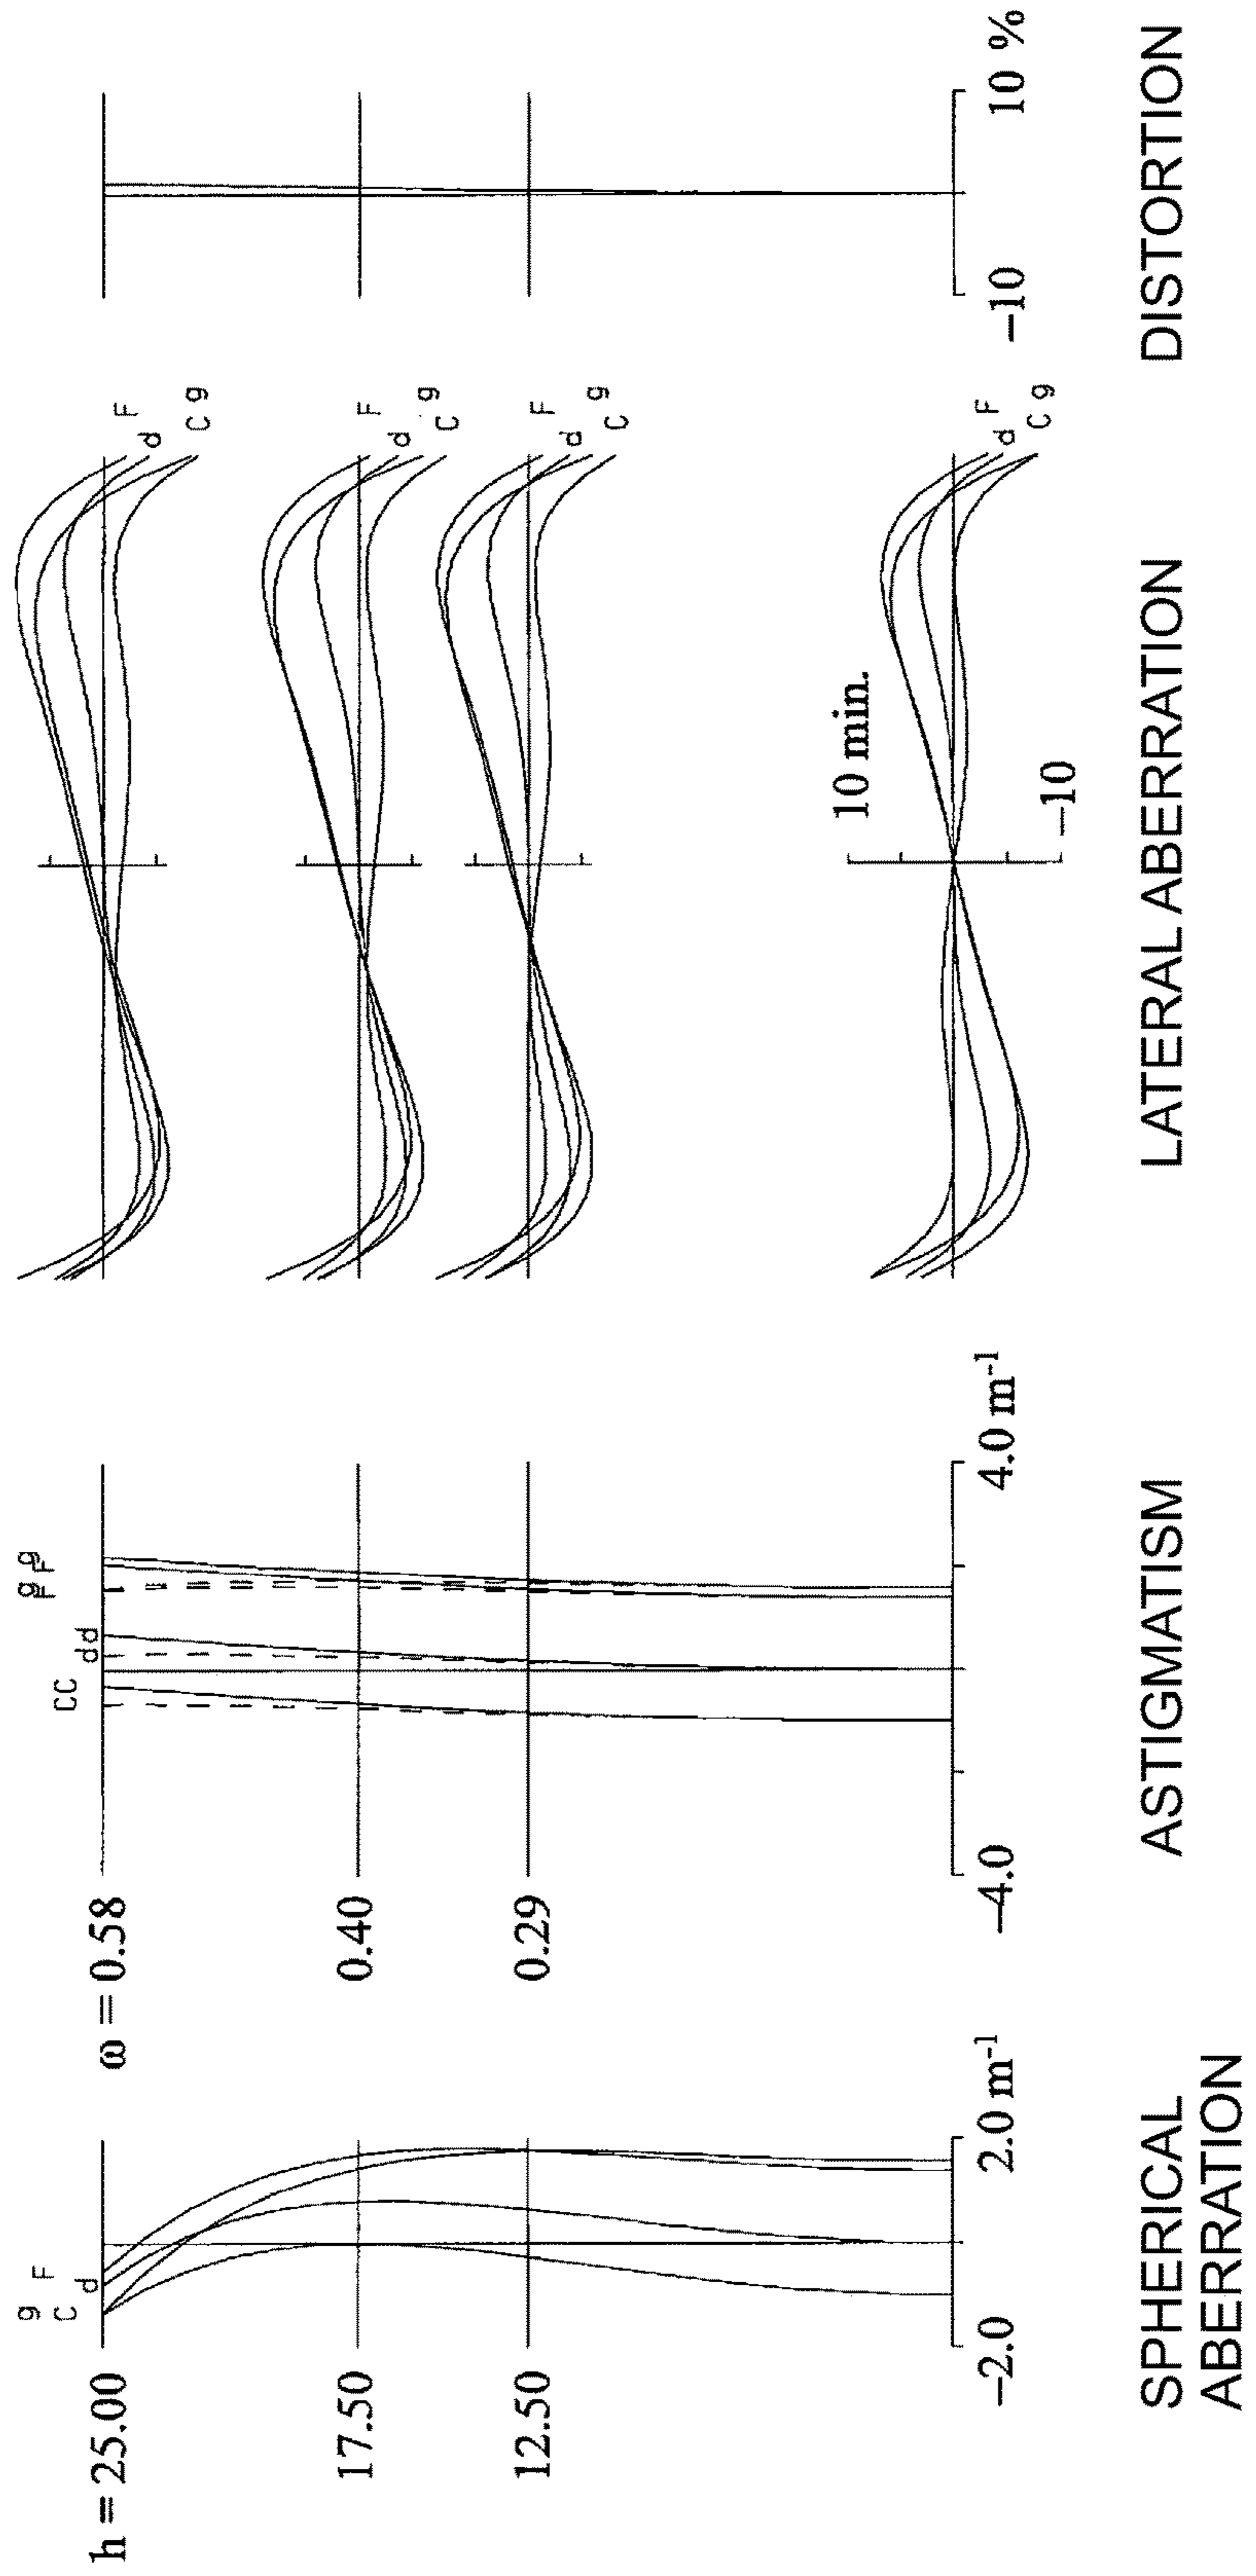 h = 25.00
g
C
F
d
17.50
12.50
−2.0
2.0 m⁻¹
SPHERICAL
ABERRATION
ω = 0.58
CC
dd
F
g
F
g
0.40
0.29
−4.0
4.0 m⁻¹
ASTIGMATISM
d
F
C
g
d
F
C
g
d
F
C
g
10 min.
−10
d
F
C
g
LATERAL ABERRATION
−10
10 %
DISTORTION